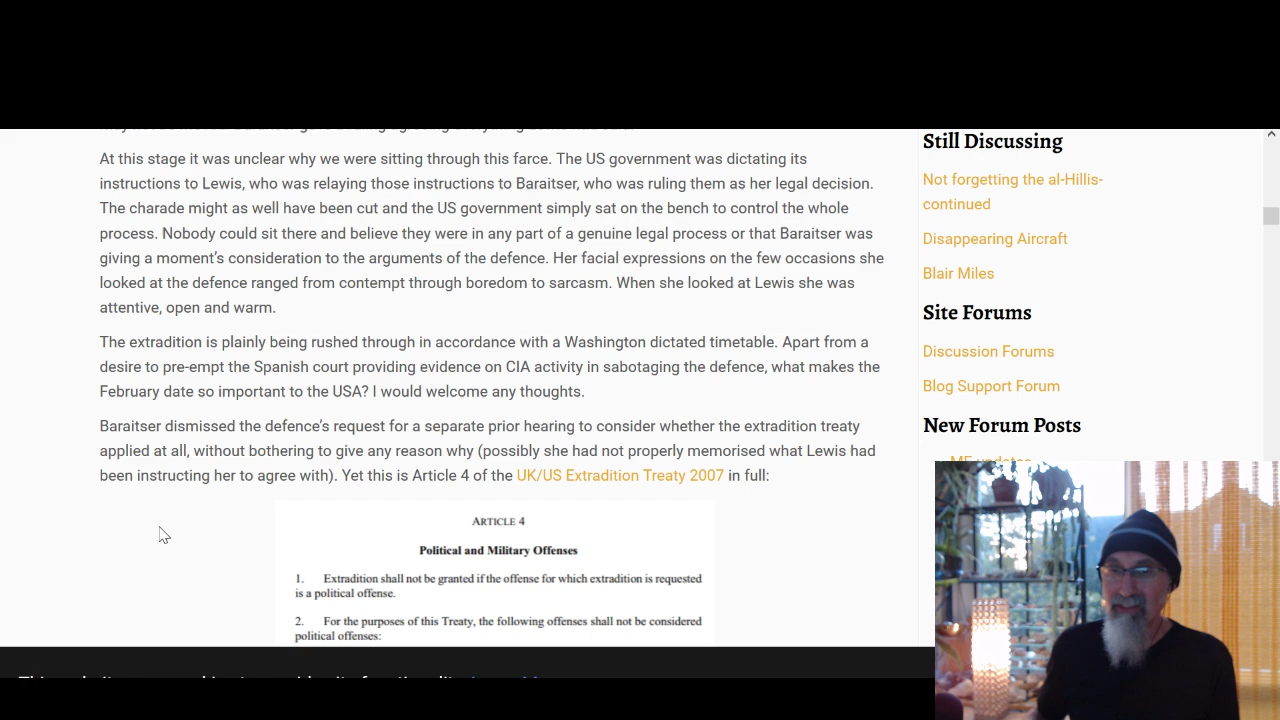 At this stage it was unclear why we were sitting through this farce. The US government was dictating its
instructions to Lewis, who was relaying those instructions to Baraitser, who was ruling them as her legal decision.
The charade might as well have been cut and the US government simply sat on the bench to control the whole
process. Nobody could sit there and believe they were in any part of a genuine legal process or that Baraitser was
giving a moment's consideration to the arguments of the defence. Her facial expressions on the few occasions she
looked at the defence ranged from contempt through boredom to sarcasm. When she looked at Lewis she was
attentive, open and warm.
The extradition is plainly being rushed through in accordance with a Washington dictated timetable. Apart from a
desire to pre-empt the Spanish court providing evidence on CIA activity in sabotaging the defence, what makes the
February date so important to the USA? I would welcome any thoughts.
Baraitser dismissed the defence's request for a separate prior hearing to consider whether the extradition treaty
applied at all, without bothering to give any reason why (possibly she had not properly memorised what Lewis had
been instructing her to agree with). Yet this is Article 4 of the UK/US Extradition Treaty 2007 in full:
ARTICLE 4
Political and Military Offenses
1. Extradition shall not be granted if the offense for which extradition is requested
is a political offense.
2. For the purposes of this Treaty, the following offenses shall not be considered
political offenses:
Still Discussing
Not forgetting the al-Hillis-
continued
Disappearing Aircraft
Blair Miles
Site Forums
Discussion Forums
Blog Support Forum
New Forum Posts